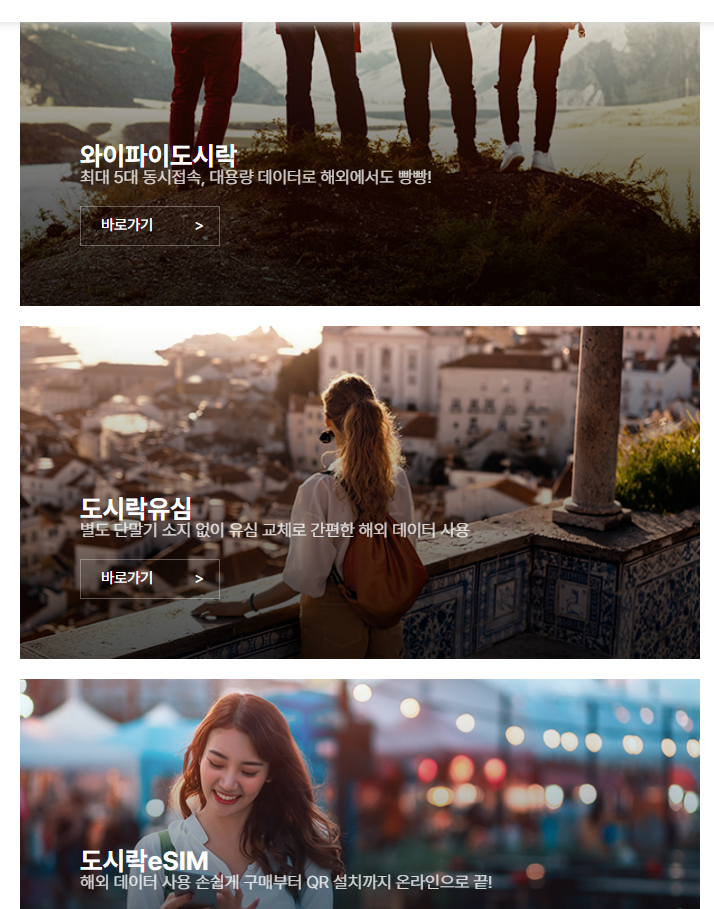 와이파이도시락
최대 5대 동시접속, 대용량 데이터로 해외에서도 빵빵!
바로가기 >
도시락유심
별도 단말기 소지 없이 유심 교체로 간편한 해외 데이터 사용
바로가기 >
도시락eSIM
해외 데이터 사용 손쉽게 구매부터 QR 설치까지 온라인으로 끝!